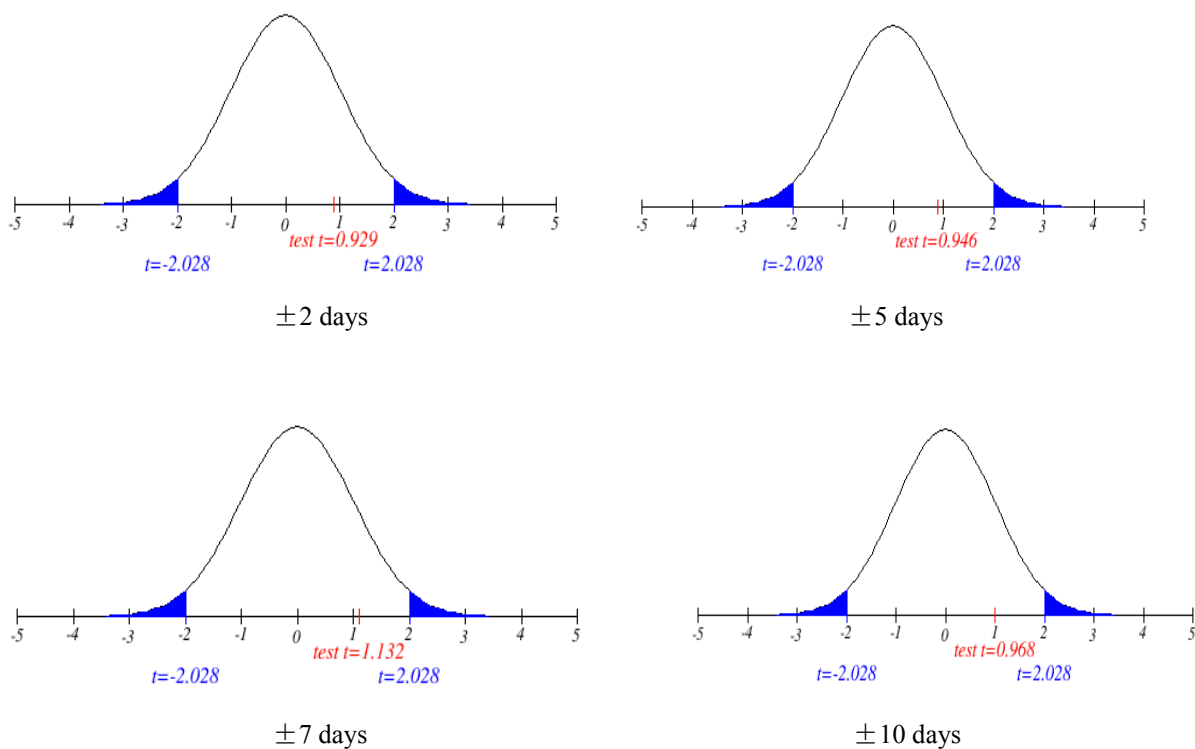 -5 -4 -3 -2 -1 0 1 2 3 4 5
test t=0.929
t=-2.028 t=2.028
±2 days
-5 -4 -3 -2 -1 0 1 2 3 4 5
test t=0.946
t=-2.028 t=2.028
±5 days
-5 -4 -3 -2 -1 0 1 2 3 4 5
test t=1.132
t=-2.028 t=2.028
±7 days
-5 -4 -3 -2 -1 0 1 2 3 4 5
test t=0.968
t=-2.028 t=2.028
±10 days